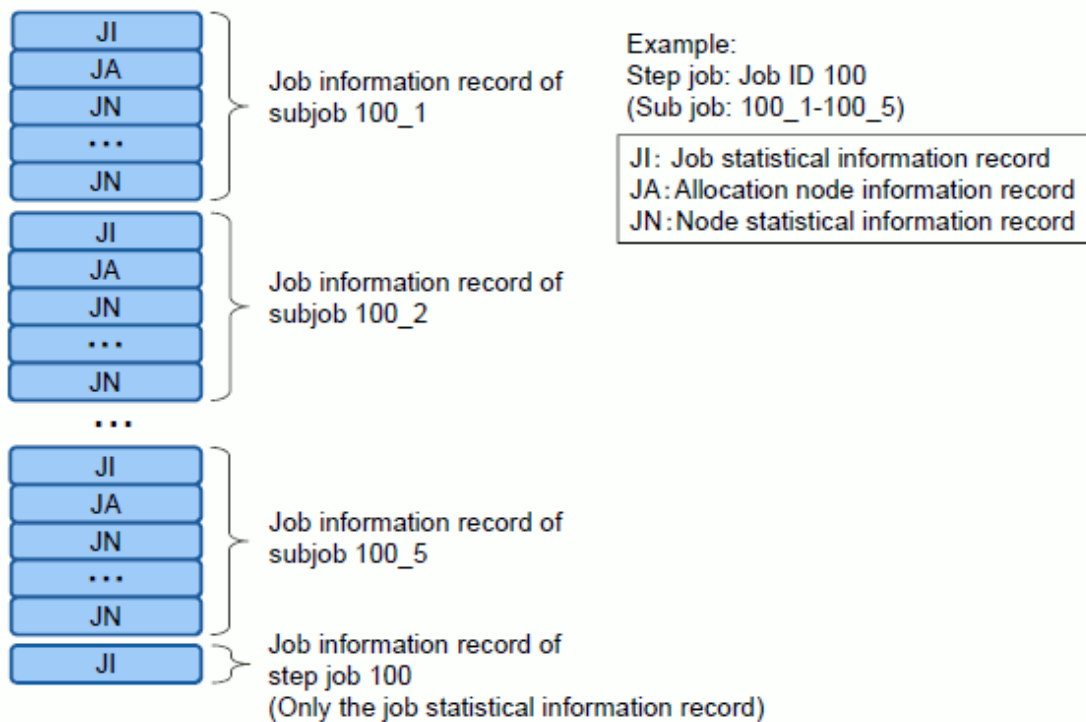 JI
JA
JN
...
JN
Job information record of
subjob 100_1
Example:
Step job: Job ID 100
(Sub job: 100_1-100_5)
JI: Job statistical information record
JA:Allocation node information record
JN:Node statistical information record
JI
JA
JN
...
JN
Job information record of
subjob 100_2
...
JI
JA
JN
...
JN
Job information record of
subjob 100_5
JI
Job information record of
step job 100
(Only the job statistical information record)